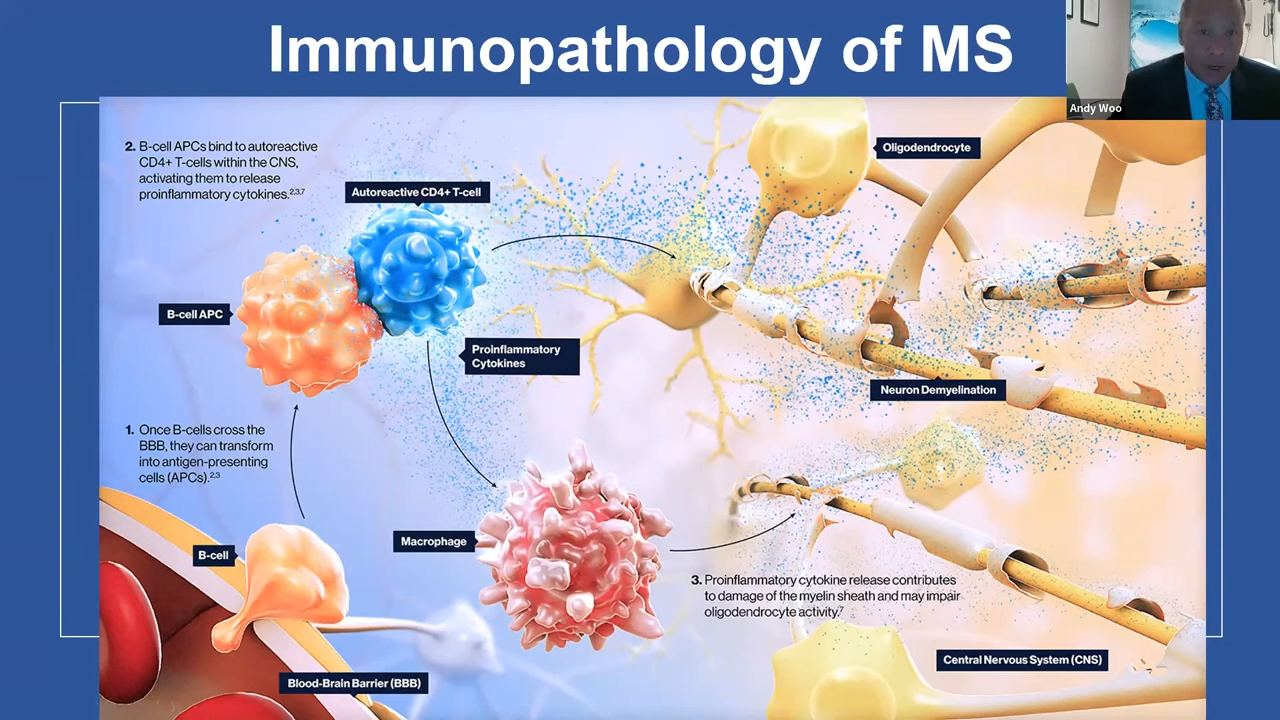 Immunopathology of MS
Andy Woo
2. B-cell APCs bind to autoreactive
CD4+ T-cells within the CNS,
activating them to release
proinflammatory cytokines.2,3,7
Autoreactive CD4+ T-cell
Oligodendrocyte
B-cell APC
Proinflammatory
Cytokines
Neuron Demyelination
1. Once B-cells cross the
BBB, they can transform
into antigen-presenting
cells (APCs).2,3
B-cell
Macrophage
3. Proinflammatory cytokine release contributes
to damage of the myelin sheath and may impair
oligodendrocyte activity.7
Central Nervous System (CNS)
Blood-Brain Barrier (BBB)